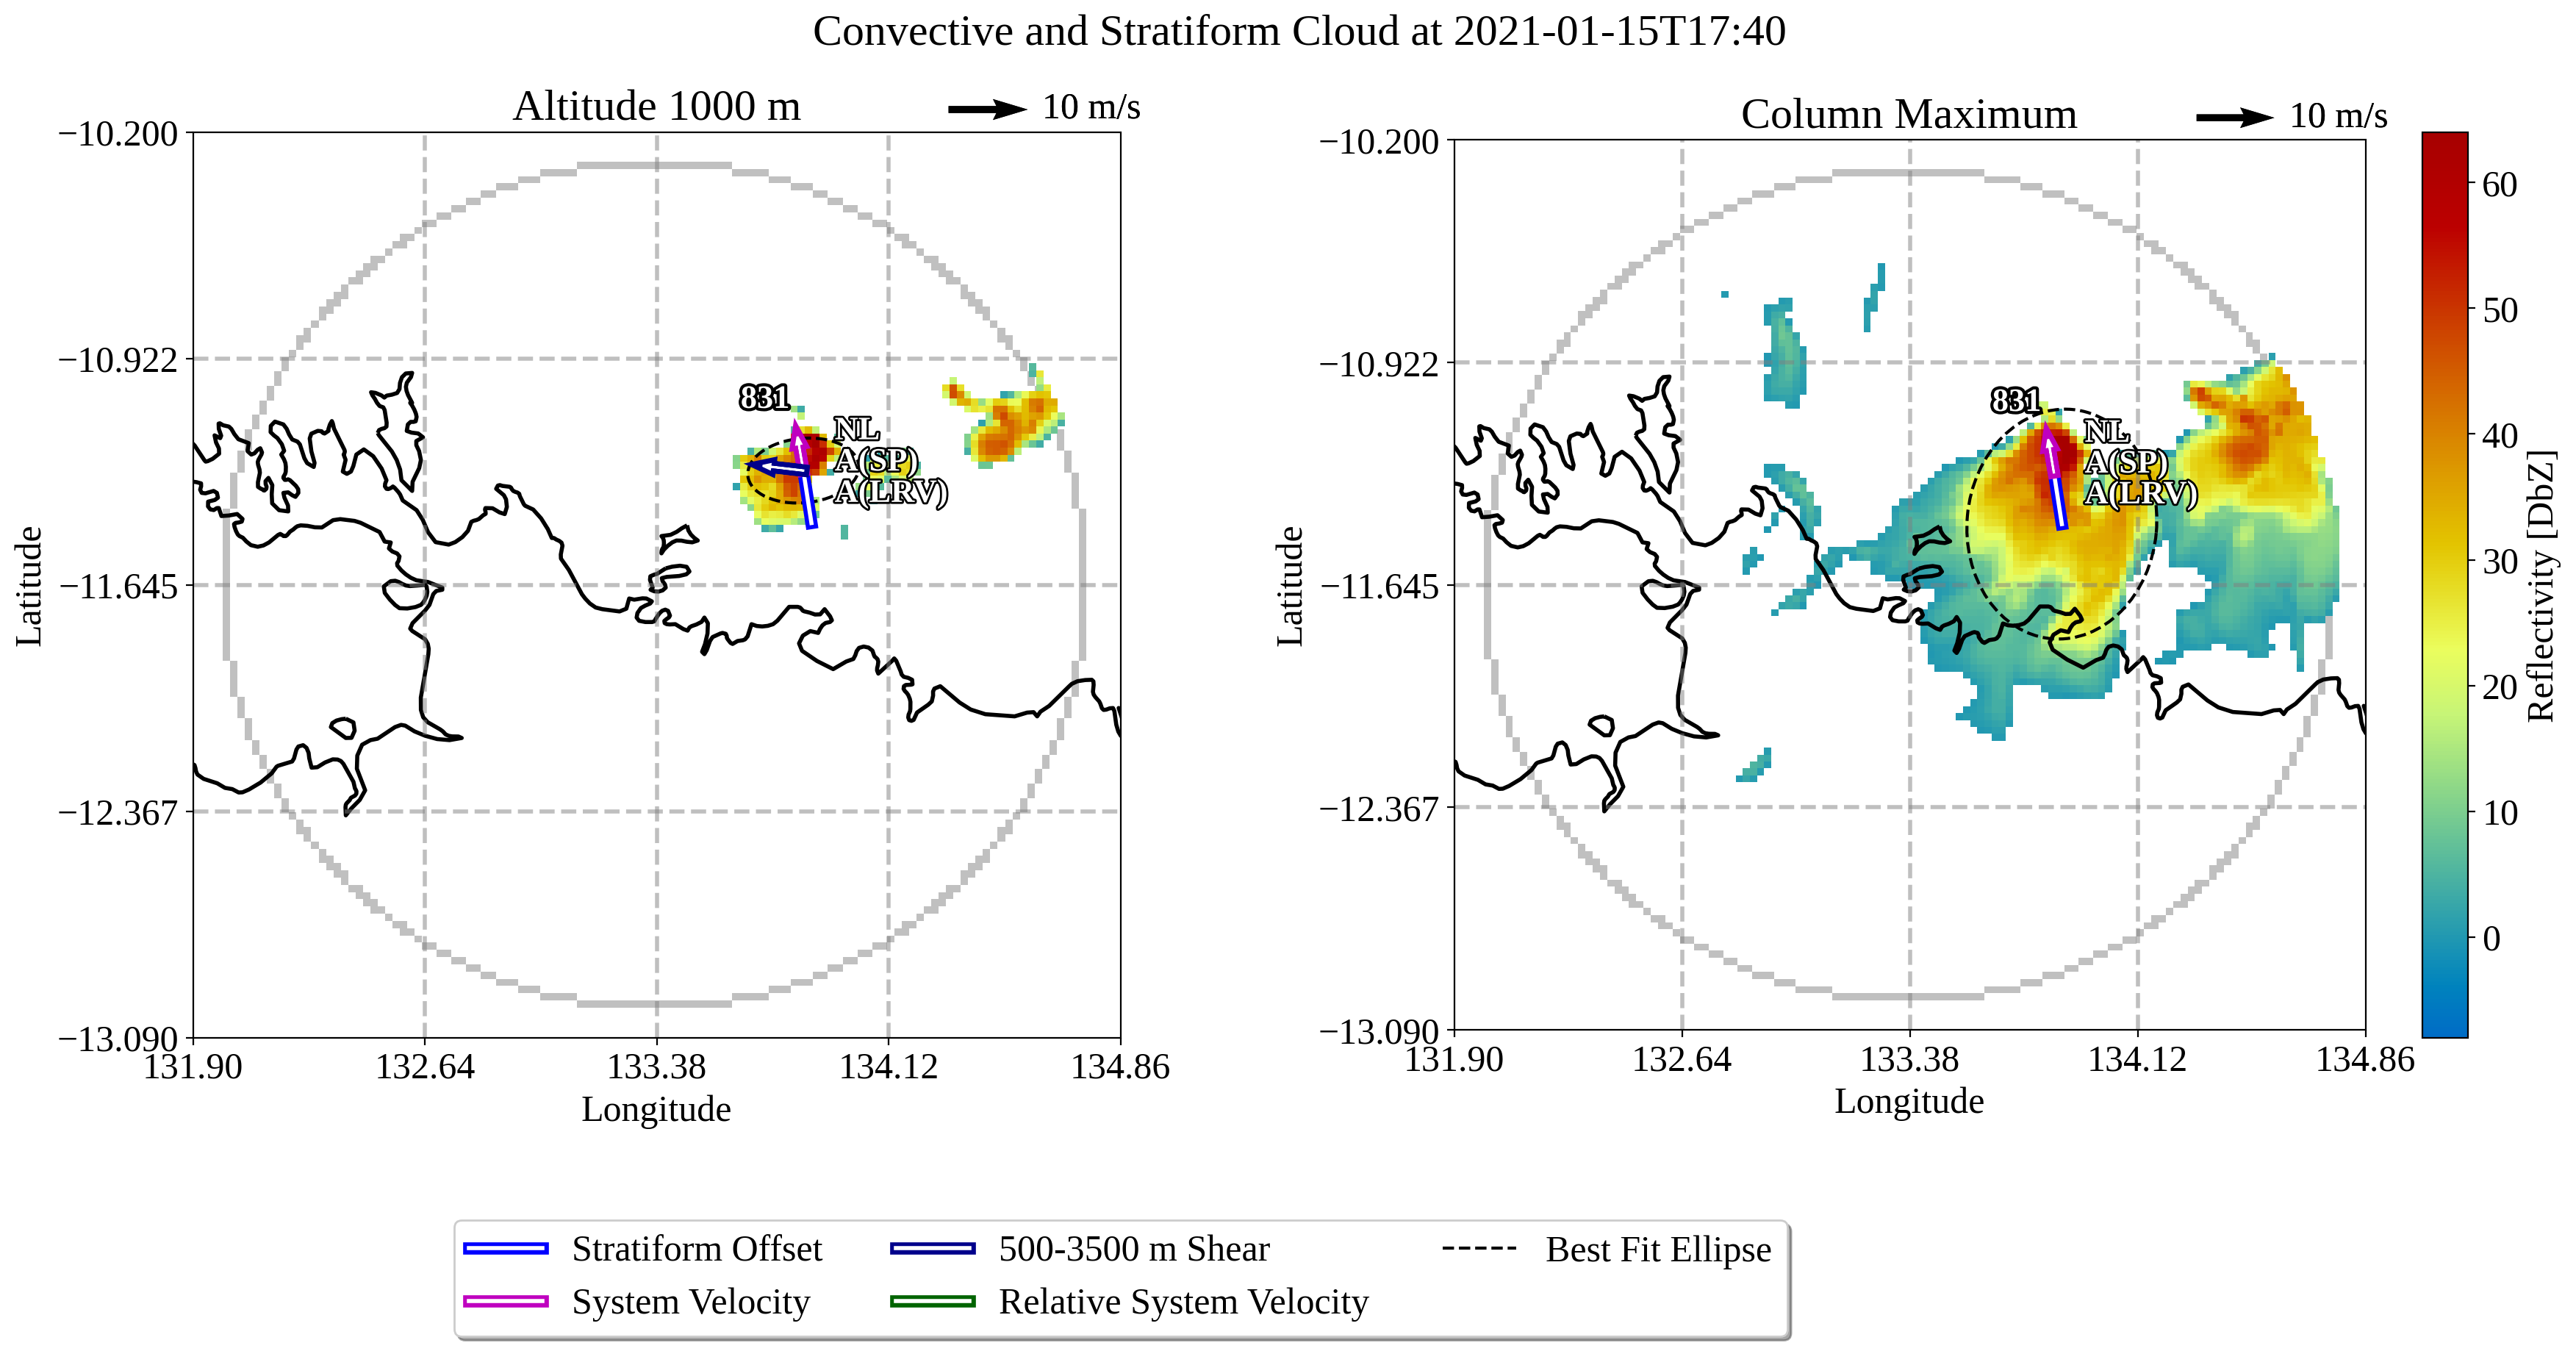 Convective and Stratiform Cloud at 2021-01-15T17:40
Altitude 1000 m
10 m/s
−10.200
−10.922
−11.645
−12.367
−13.090
131.90
132.64
133.38
134.12
134.86
Latitude
Longitude
831
NL
A(SP)
A(LRV)
Column Maximum
10 m/s
−10.200
−10.922
−11.645
−12.367
−13.090
131.90
132.64
133.38
134.12
134.86
Latitude
Longitude
831
NL
A(SP)
A(LRV)
60
50
40
30
20
10
0
Reflectivity [DbZ]
Stratiform Offset
System Velocity
500-3500 m Shear
Relative System Velocity
Best Fit Ellipse